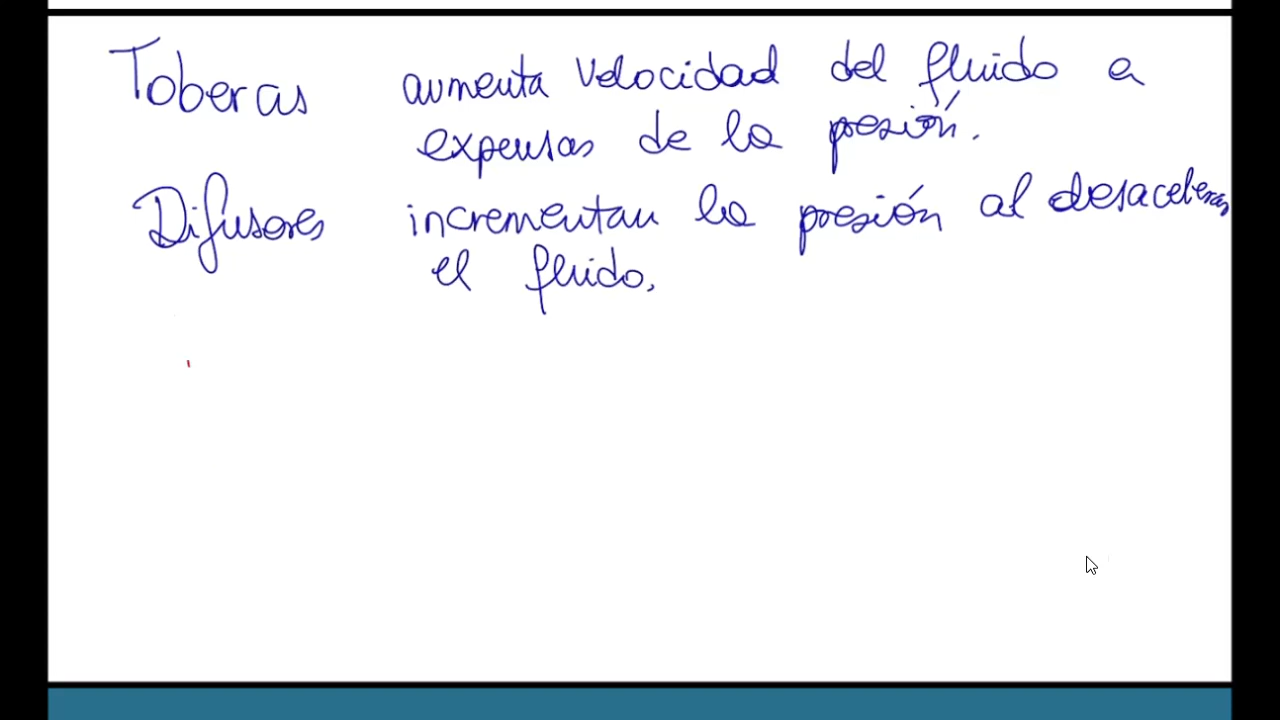 Toberas aumenta velocidad del fluido a
expensas de la presión.
Difusores incrementan la presión al desacelerar
el fluido.